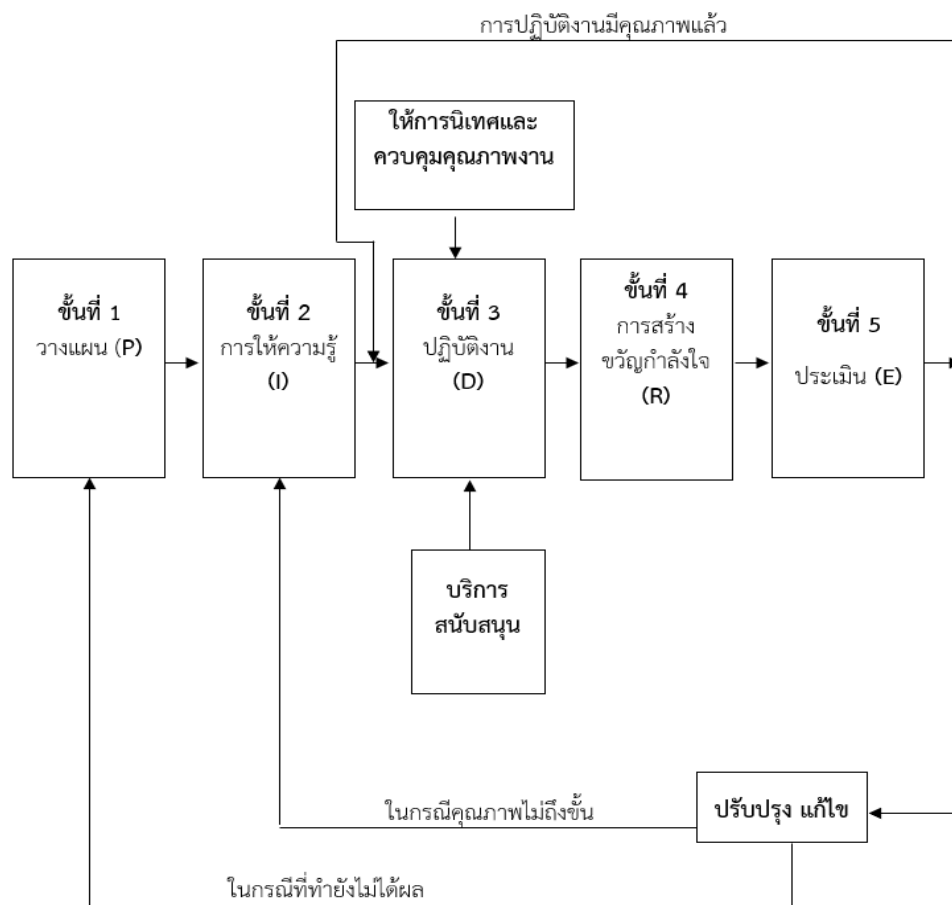 การปฏิบัติงานมีคุณภาพแล้ว
ให้การนิเทศและ
ควบคุมคุณภาพงาน
ขั้นที่ 1
วางแผน (P)
ขั้นที่ 2
การให้ความรู้
(I)
ขั้นที่ 3
ปฏิบัติงาน
(D)
ขั้นที่ 4
การสร้าง
ขวัญกำลังใจ
(R)
ขั้นที่ 5
ประเมิน (E)
บริการ
สนับสนุน
ปรับปรุง แก้ไข
ในกรณีคุณภาพไม่ถึงขั้น
ในกรณีที่ทำยังไม่ได้ผล